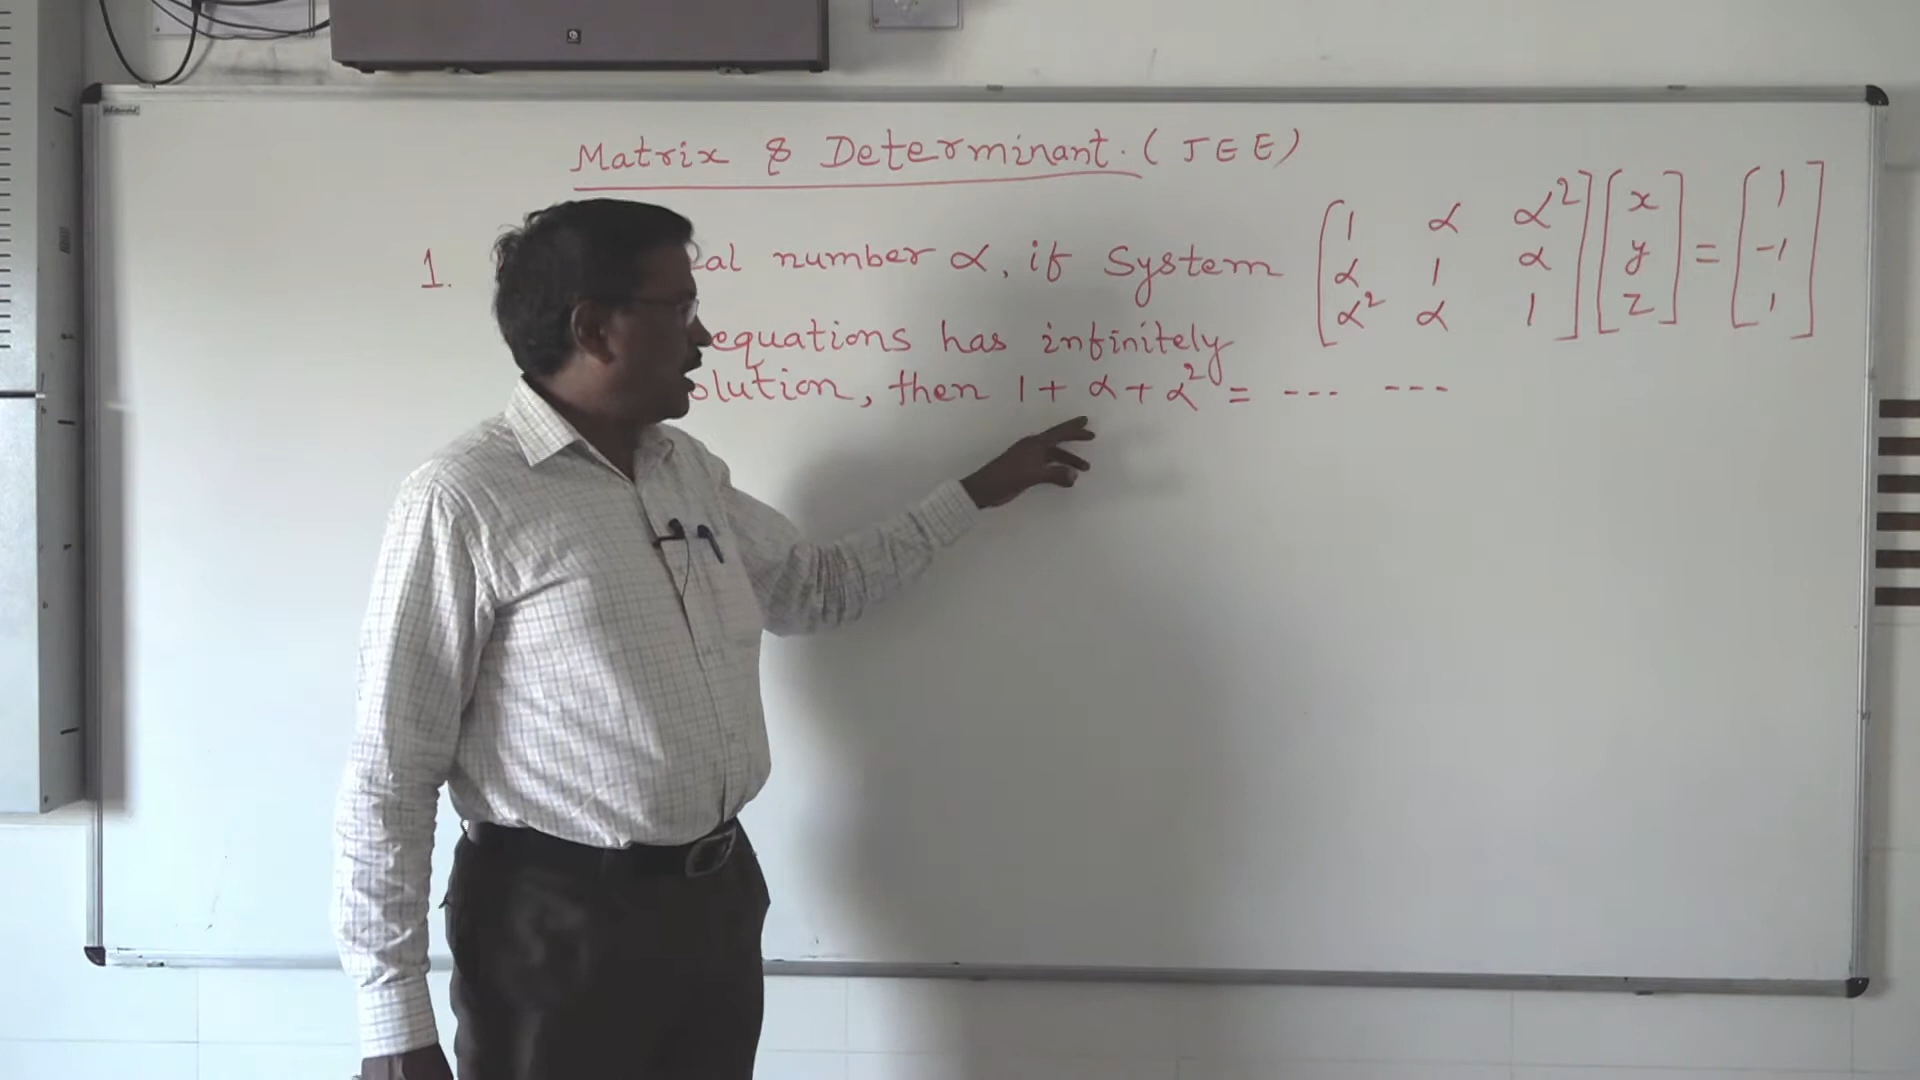 Matrix & Determinant. (JEE)
1. al number α, if System [1 α α²; α 1 α; α² α 1] [x; y; z] = [1; -1; 1]
equations has infinitely
olution, then 1 + α + α² = --- ---